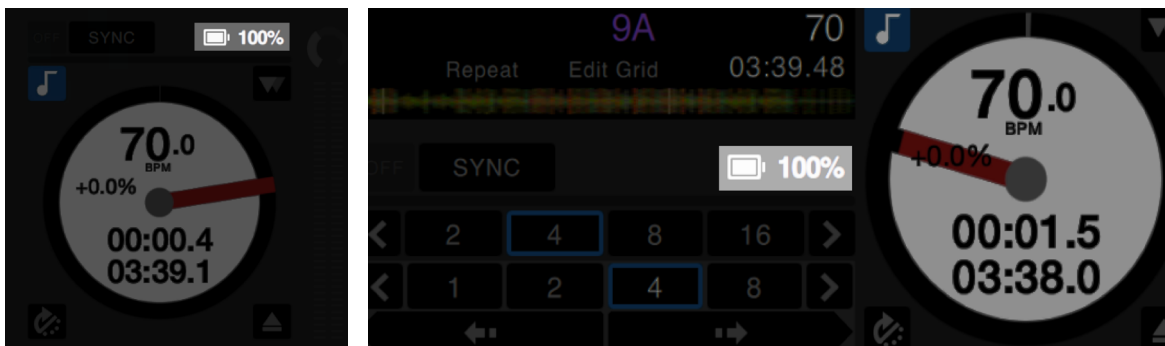 OFF SYNC 100%
70.0
BPM
+0.0%
00:00.4
03:39.1
9A 70
Repeat Edit Grid 03:39.48
OFF SYNC 100%
2 4 8 16
1 2 4 8
70.0
BPM
+0.0%
00:01.5
03:38.0